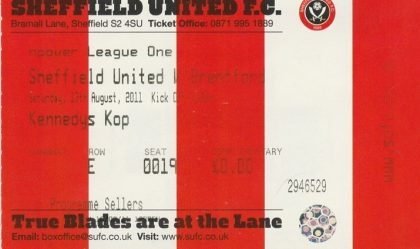 SHEFFIELD UNITED F.C.
Bramall Lane, Sheffield S2 4SU Ticket Office: 0871 995 1889
League One
Sheffield United V Brentford
Saturday, 13th August, 2011 Kick Off
Kennedys Kop
ROW SEAT
E 0019 £0.00
2946529
Programme Sellers
True Blades are at the Lane
Email: boxoffice@sufc.co.uk Visit: www.sufc.co.uk